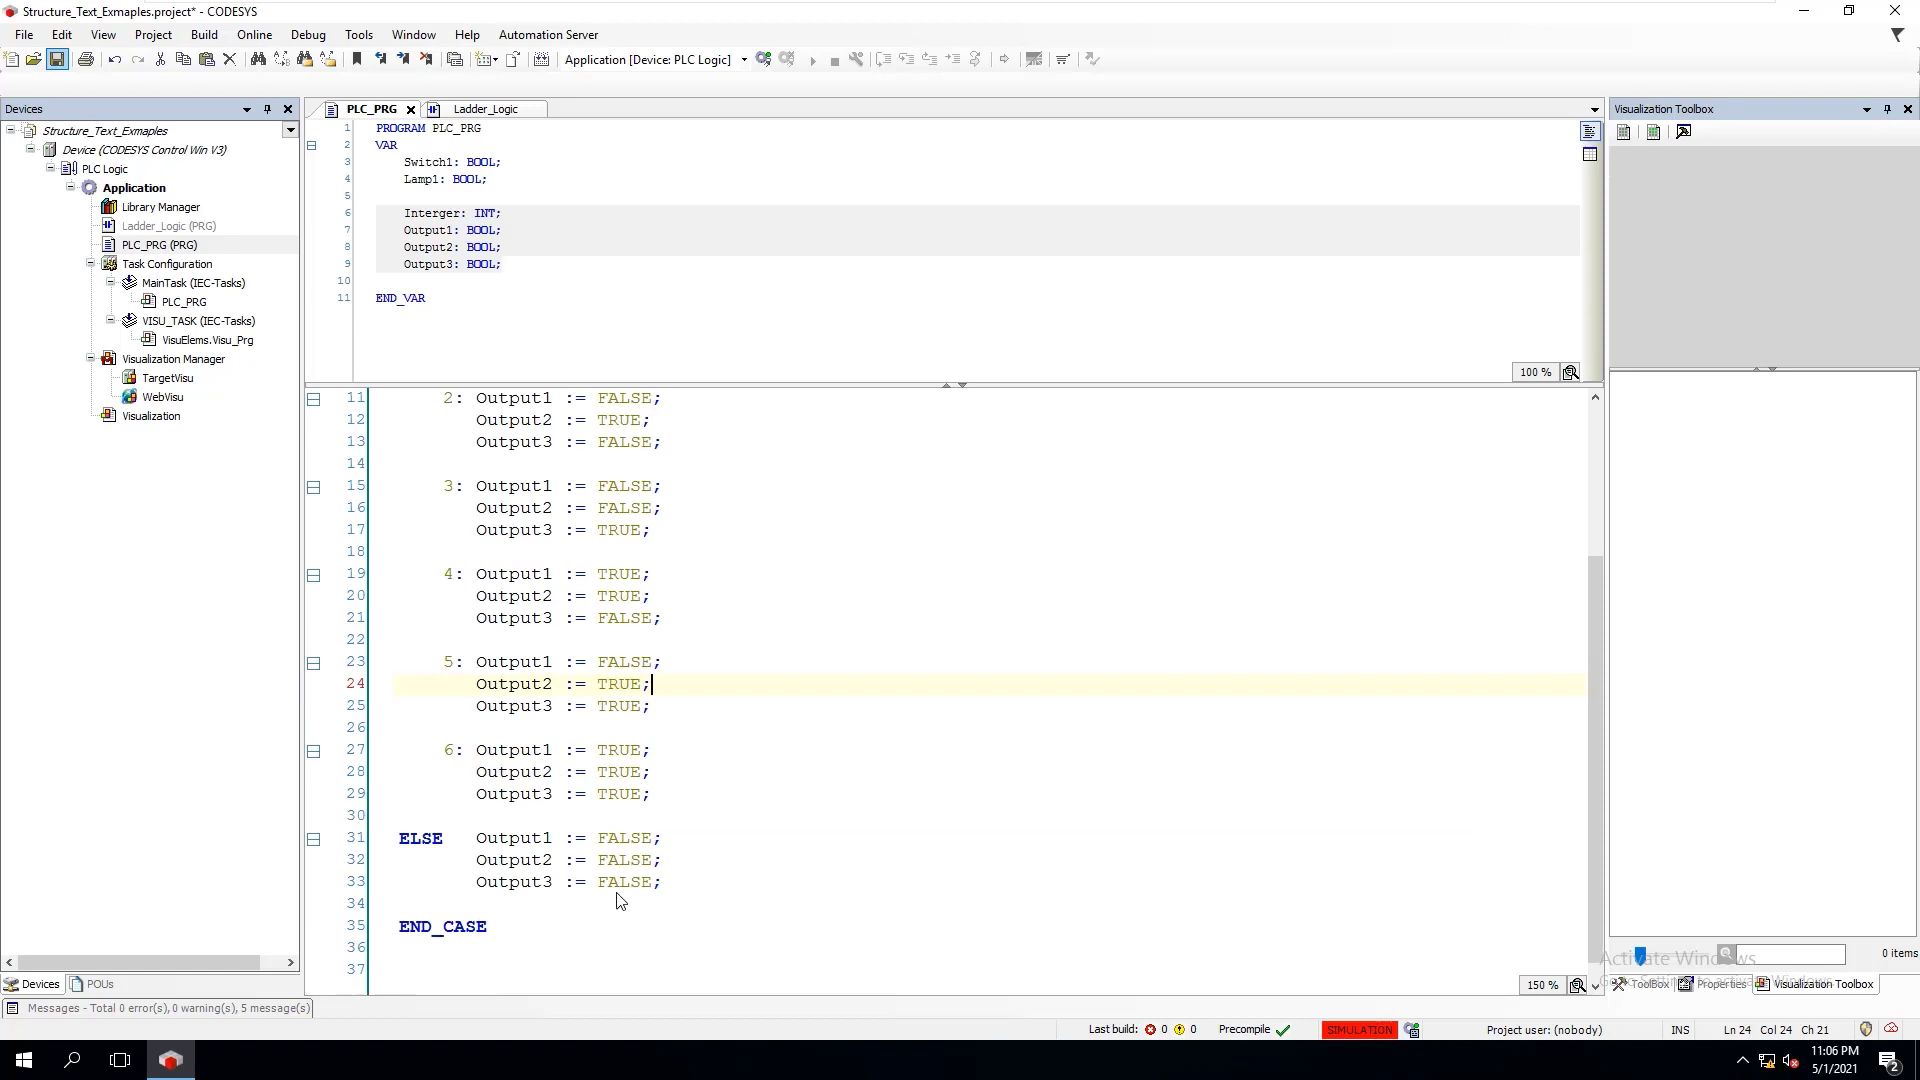 Structure_Text_Exmaples.project* - CODESYS
File Edit View Project Build Online Debug Tools Window Help Automation Server
Application [Device: PLC Logic]
Devices
Structure_Text_Exmaples
Device (CODESYS Control Win V3)
PLC Logic
Application
Library Manager
Ladder_Logic (PRG)
PLC_PRG (PRG)
Task Configuration
MainTask (IEC-Tasks)
PLC_PRG
VISU_TASK (IEC-Tasks)
VisuElems.Visu_Prg
Visualization Manager
TargetVisu
WebVisu
Visualization
Devices POUs
PLC_PRG Ladder_Logic
1 PROGRAM PLC_PRG
2 VAR
3 Switch1: BOOL;
4 Lamp1: BOOL;
5
6 Interger: INT;
7 Output1: BOOL;
8 Output2: BOOL;
9 Output3: BOOL;
10
11 END_VAR
100 %
11 2: Output1 := FALSE;
12 Output2 := TRUE;
13 Output3 := FALSE;
14
15 3: Output1 := FALSE;
16 Output2 := FALSE;
17 Output3 := TRUE;
18
19 4: Output1 := TRUE;
20 Output2 := TRUE;
21 Output3 := FALSE;
22
23 5: Output1 := FALSE;
24 Output2 := TRUE;
25 Output3 := TRUE;
26
27 6: Output1 := TRUE;
28 Output2 := TRUE;
29 Output3 := TRUE;
30
31 ELSE Output1 := FALSE;
32 Output2 := FALSE;
33 Output3 := FALSE;
34
35 END_CASE
36
37
150 %
Visualization Toolbox
Activate Windows
0 items
Go to Settings to activate Windows.
ToolBox Properties Visualization Toolbox
Messages - Total 0 error(s), 0 warning(s), 5 message(s)
Last build: 0 0 Precompile SIMULATION Project user: (nobody) INS Ln 24 Col 24 Ch 21
11:06 PM
5/1/2021
2